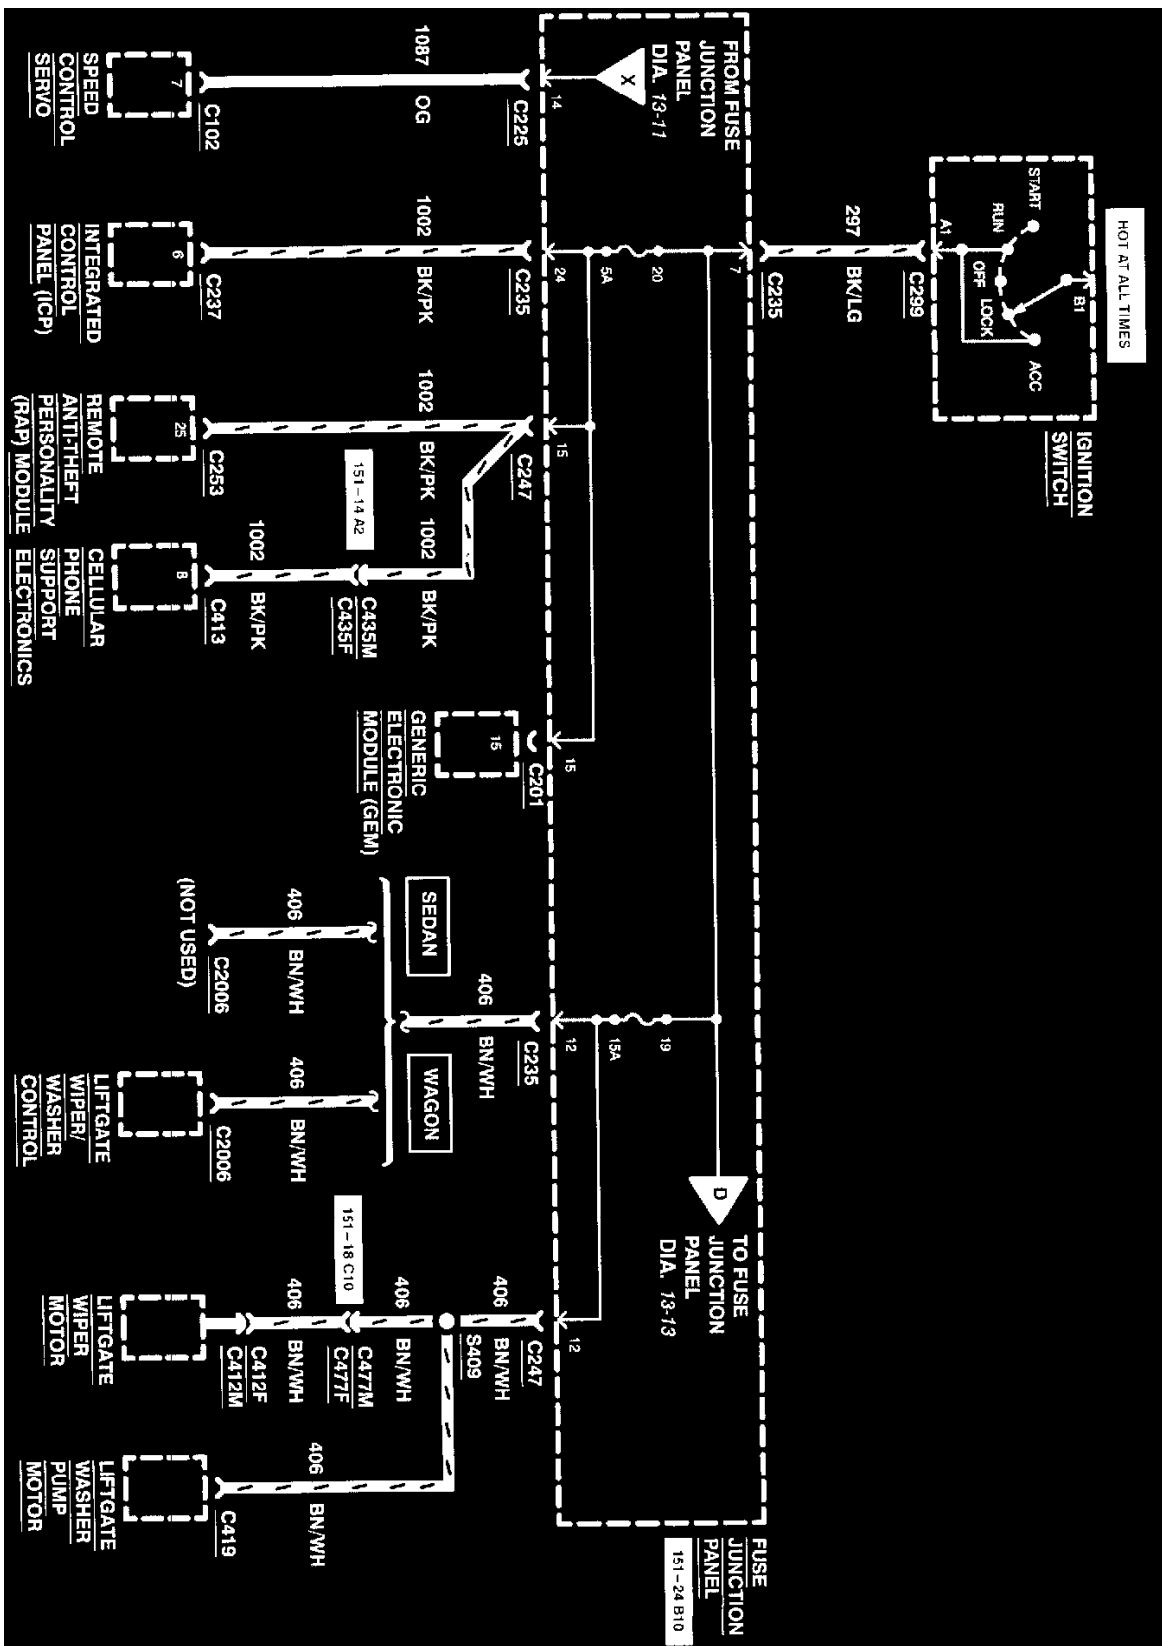 HOT AT ALL TIMES
B1
START
RUN
OFF
LOCK
ACC
A1
IGNITION
SWITCH
C299
297
BK/LG
C235
7
FROM FUSE
JUNCTION
PANEL
DIA. 13-11
X
14
20
5A
24
15
15
19
15A
12
12
D
TO FUSE
JUNCTION
PANEL
DIA. 13-13
FUSE
JUNCTION
PANEL
151-24 B10
C225
1087
OG
C102
7
SPEED
CONTROL
SERVO
C235
1002
BK/PK
C237
6
INTEGRATED
CONTROL
PANEL (ICP)
C247
1002
BK/PK
C253
25
REMOTE
ANTI-THEFT
PERSONALITY
(RAP) MODULE
1002
BK/PK
151-14 A2
C435M
C435F
1002
BK/PK
C413
8
CELLULAR
PHONE
SUPPORT
ELECTRONICS
C201
15
GENERIC
ELECTRONIC
MODULE (GEM)
C235
406
BN/WH
SEDAN
WAGON
406
BN/WH
C2006
(NOT USED)
406
BN/WH
C2006
LIFTGATE
WIPER/
WASHER
CONTROL
C247
406
BN/WH
S409
406
BN/WH
151-18 C10
C477M
C477F
406
BN/WH
C412F
C412M
LIFTGATE
WIPER
MOTOR
406
BN/WH
C419
LIFTGATE
WASHER
PUMP
MOTOR